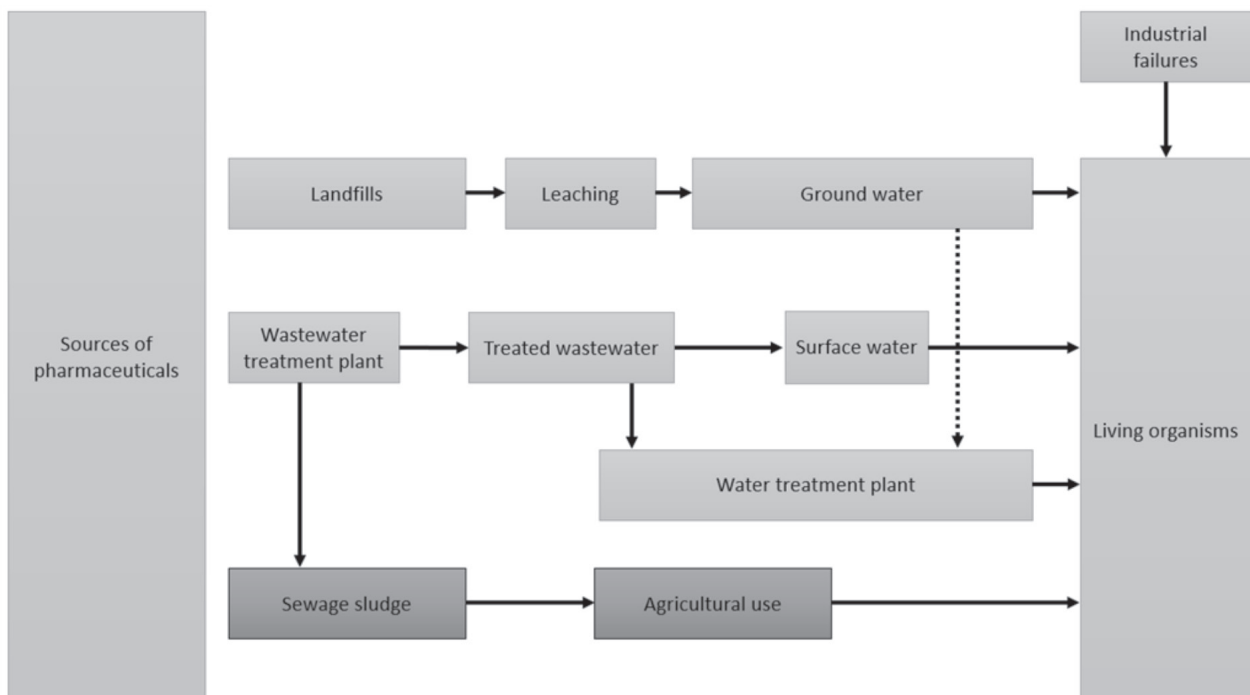 Industrial
failures
Landfills
Leaching
Ground water
Sources of
pharmaceuticals
Wastewater
treatment plant
Treated wastewater
Surface water
Living organisms
Water treatment plant
Sewage sludge
Agricultural use